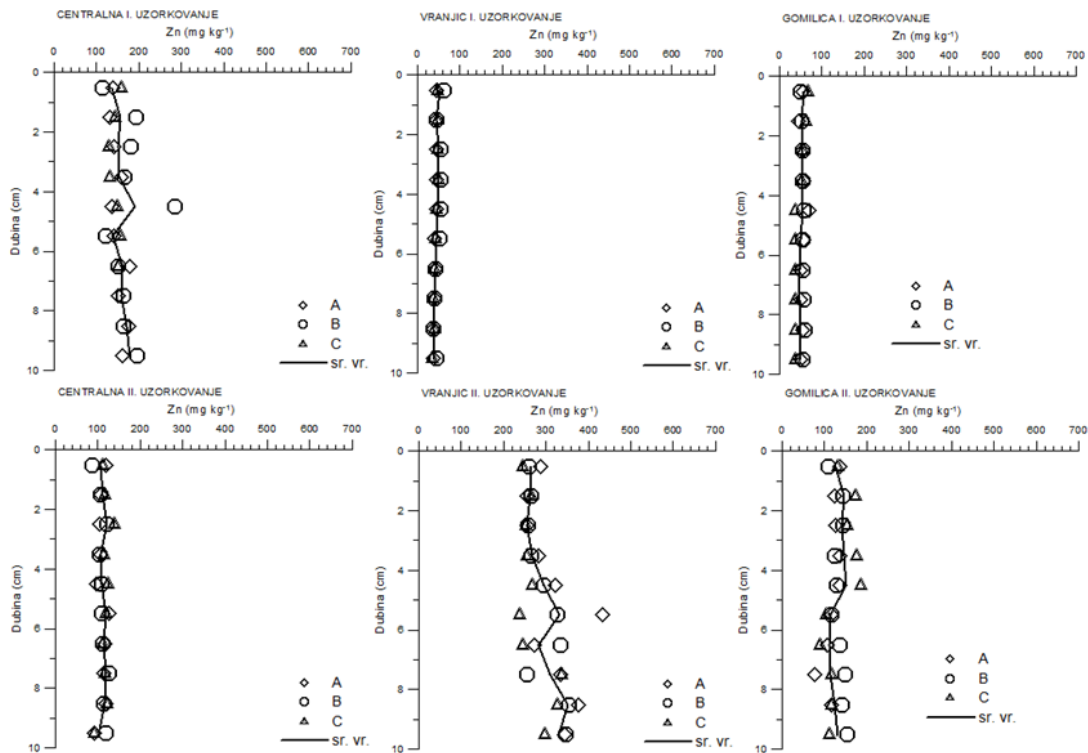 CENTRALNA I. UZORKOVANJE
Zn (mg kg⁻¹)
0 100 200 300 400 500 600 700
0
2
4
6
8
10
Dubina (cm)
A
B
C
sr. vr.
VRANJIC I. UZORKOVANJE
Zn (mg kg⁻¹)
0 100 200 300 400 500 600 700
0
2
4
6
8
10
Dubina (cm)
A
B
C
sr. vr.
GOMILICA I. UZORKOVANJE
Zn (mg kg⁻¹)
0 100 200 300 400 500 600 700
0
2
4
6
8
10
Dubina (cm)
A
B
C
sr. vr.
CENTRALNA II. UZORKOVANJE
Zn (mg kg⁻¹)
0 100 200 300 400 500 600 700
0
2
4
6
8
10
Dubina (cm)
A
B
C
sr. vr.
VRANJIC II. UZORKOVANJE
Zn (mg kg⁻¹)
0 100 200 300 400 500 600 700
0
2
4
6
8
10
Dubina (cm)
A
B
C
sr. vr.
GOMILICA II. UZORKOVANJE
Zn (mg kg⁻¹)
0 100 200 300 400 500 600 700
0
2
4
6
8
10
Dubina (cm)
A
B
C
sr. vr.